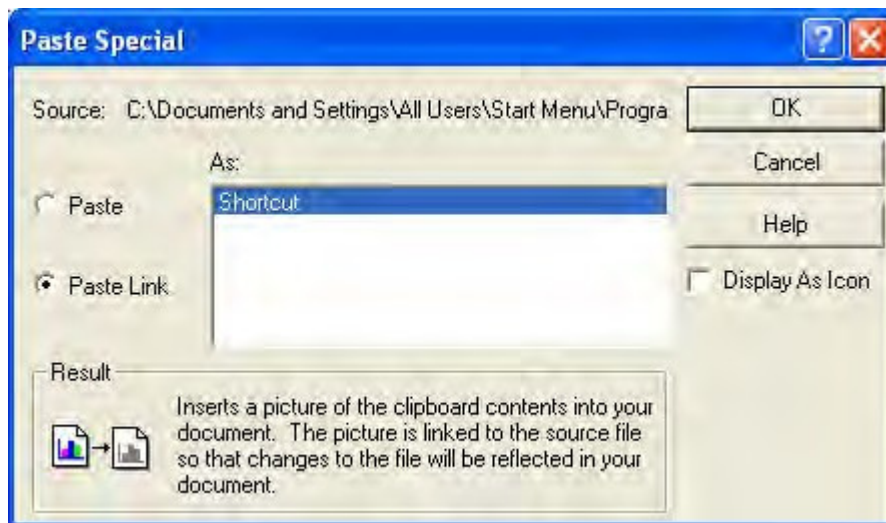 Paste Special
Source: C:\Documents and Settings\All Users\Start Menu\Progra
OK
As:
Cancel
Paste
Shortcut
Help
Paste Link
Display As Icon
Result
Inserts a picture of the clipboard contents into your
document. The picture is linked to the source file
so that changes to the file will be reflected in your
document.